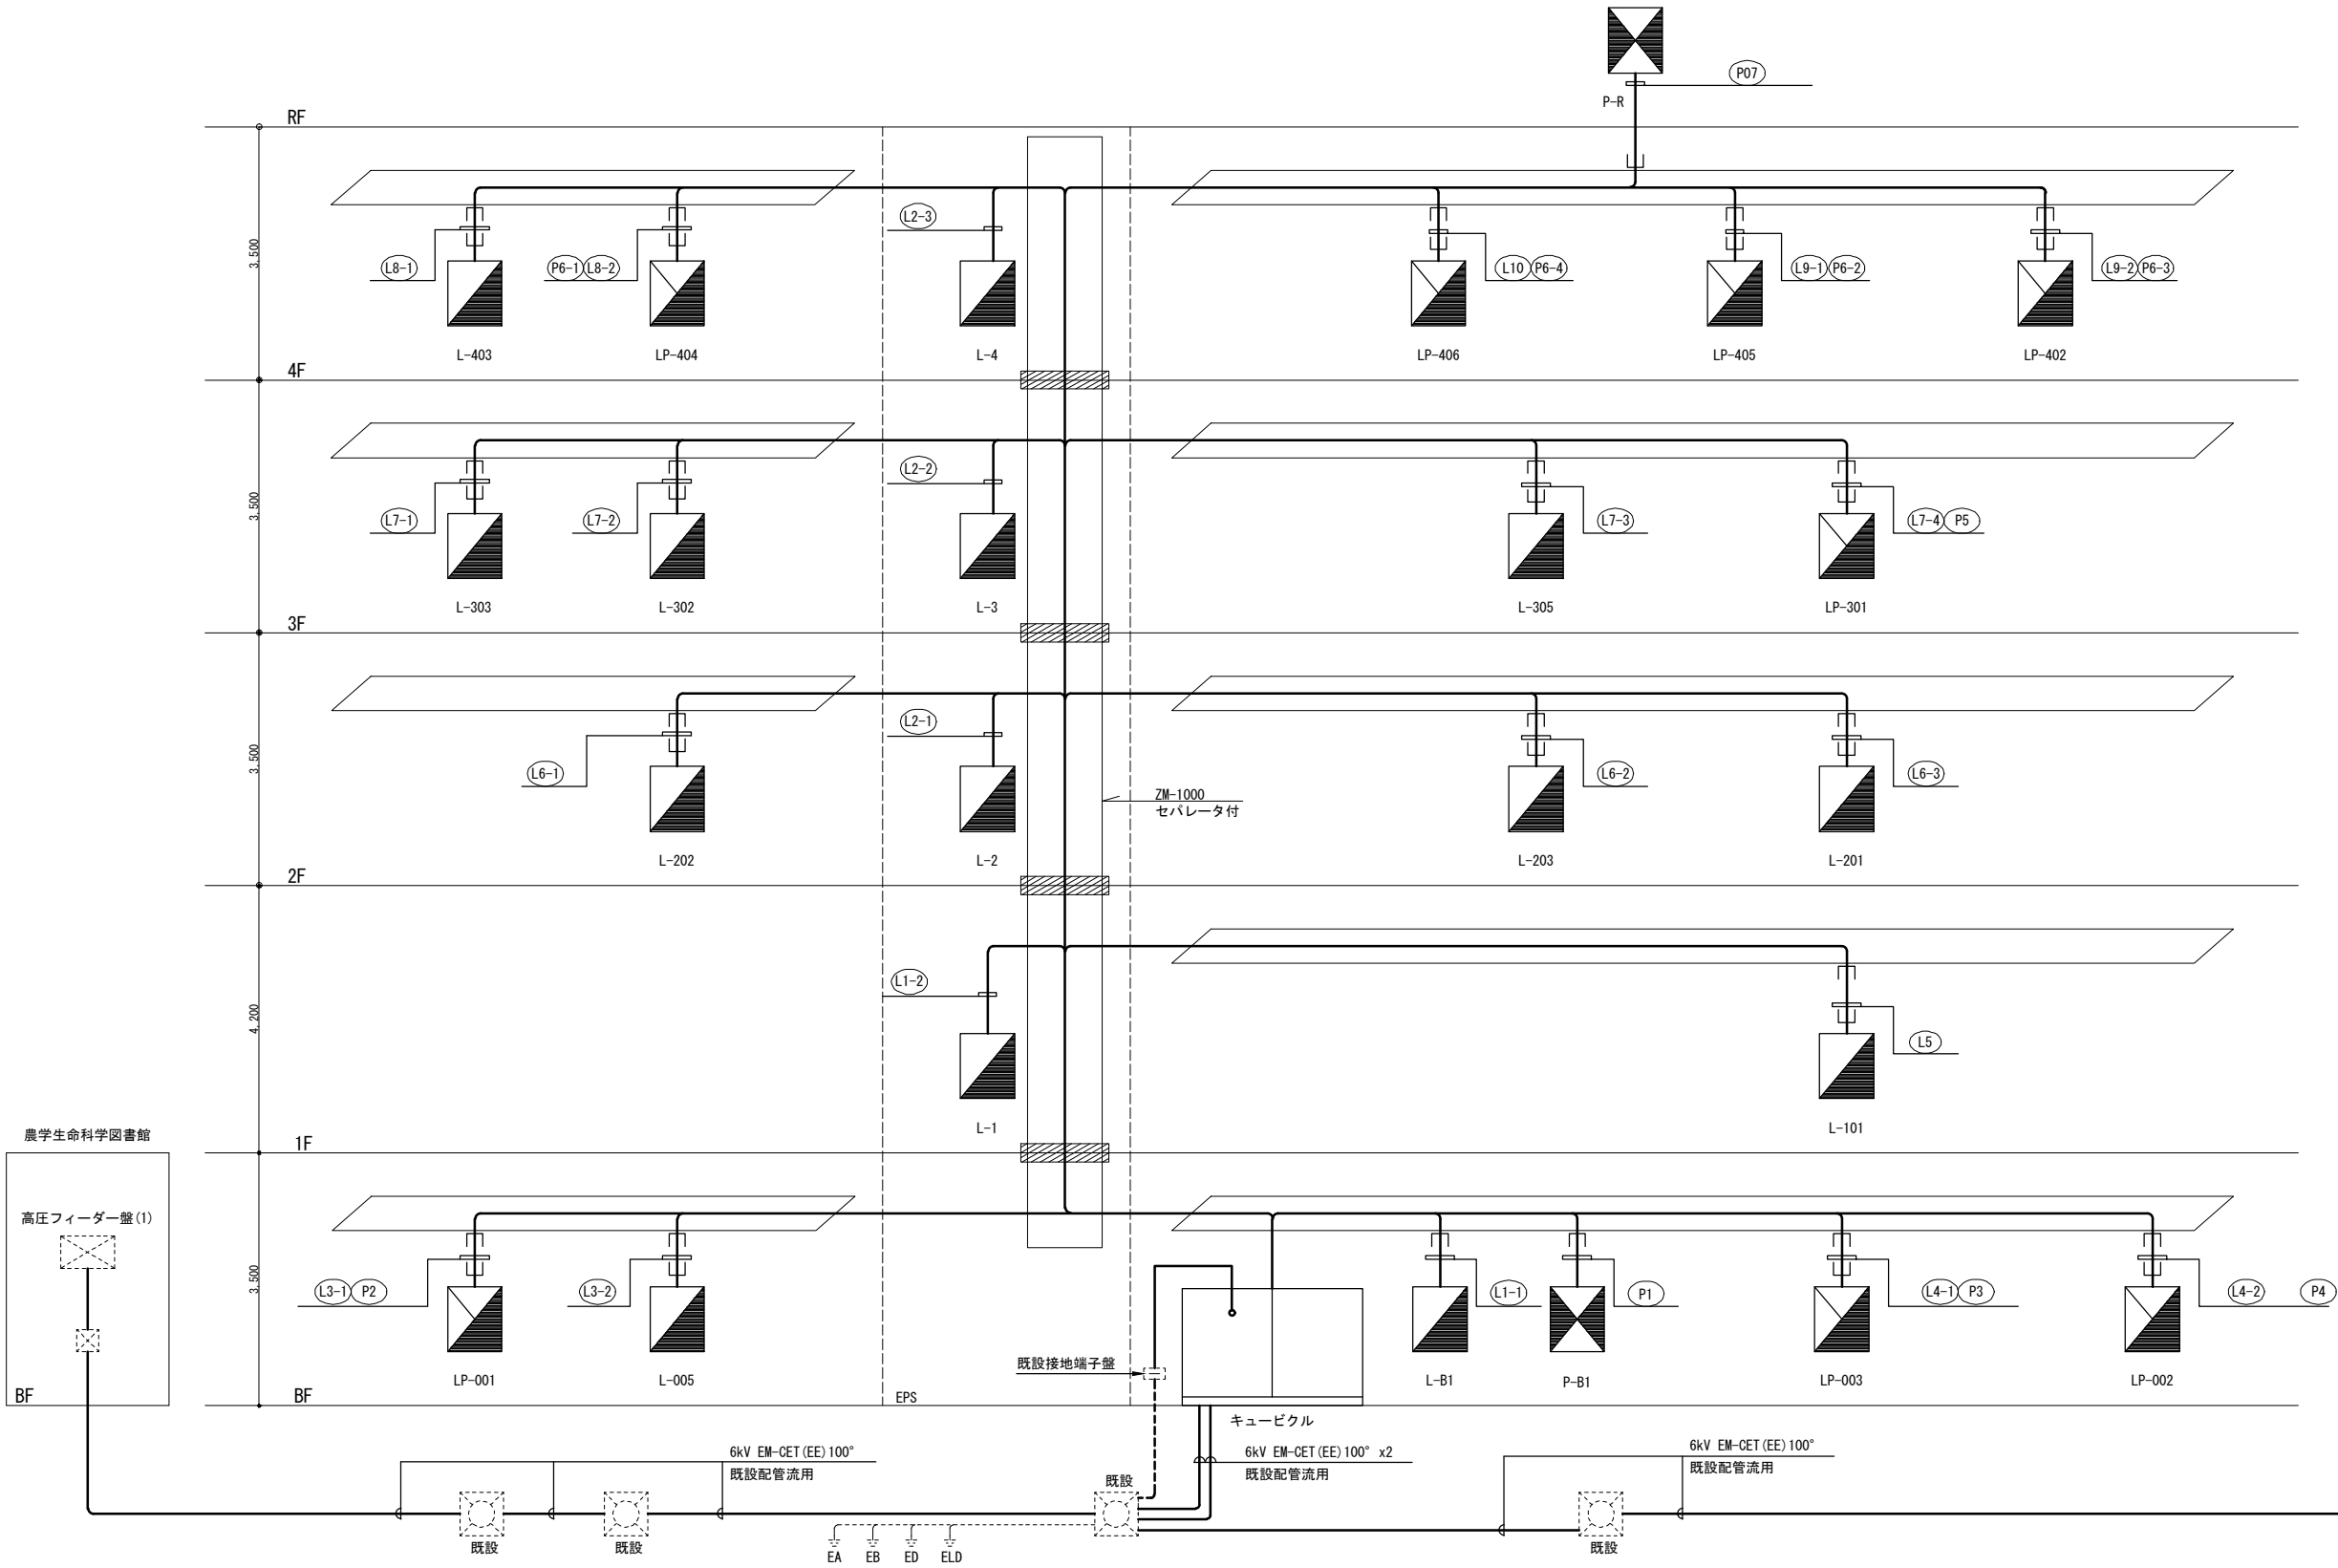 P07
P-R
RF
3,500
L8-1
P6-1 L8-2
L2-3
L10 P6-4
L9-1 P6-2
L9-2 P6-3
L-403
LP-404
L-4
LP-406
LP-405
LP-402
4F
3,500
L7-1
L7-2
L2-2
L7-3
L7-4 P5
L-303
L-302
L-3
L-305
LP-301
3F
3,500
L6-1
L2-1
L6-2
L6-3
ZM-1000
セパレータ付
L-202
L-2
L-203
L-201
2F
4,200
L1-2
L5
L-1
L-101
1F
農学生命科学図書館
高圧フィーダー盤(1)
BF
3,500
L3-1 P2
L3-2
L1-1
P1
L4-1 P3
L4-2
P4
既設接地端子盤
LP-001
L-005
L-B1
P-B1
LP-003
LP-002
BF
EPS
キュービクル
6kV EM-CET(EE)100°
既設配管流用
6kV EM-CET(EE)100° x2
既設配管流用
6kV EM-CET(EE)100°
既設配管流用
既設
既設
既設
既設
EA
EB
ED
ELD